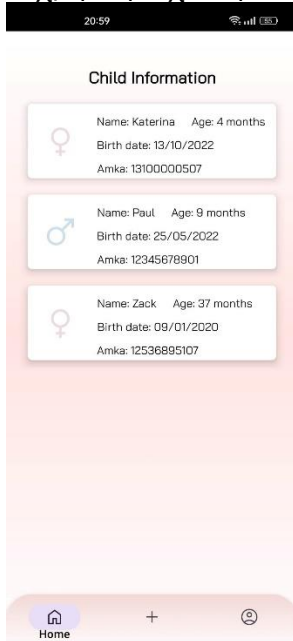 20:59
Child Information
Name: Katerina Age: 4 months
Birth date: 13/10/2022
Amka: 13100000507
Name: Paul Age: 9 months
Birth date: 25/05/2022
Amka: 12345678901
Name: Zack Age: 37 months
Birth date: 09/01/2020
Amka: 12536895107
Home